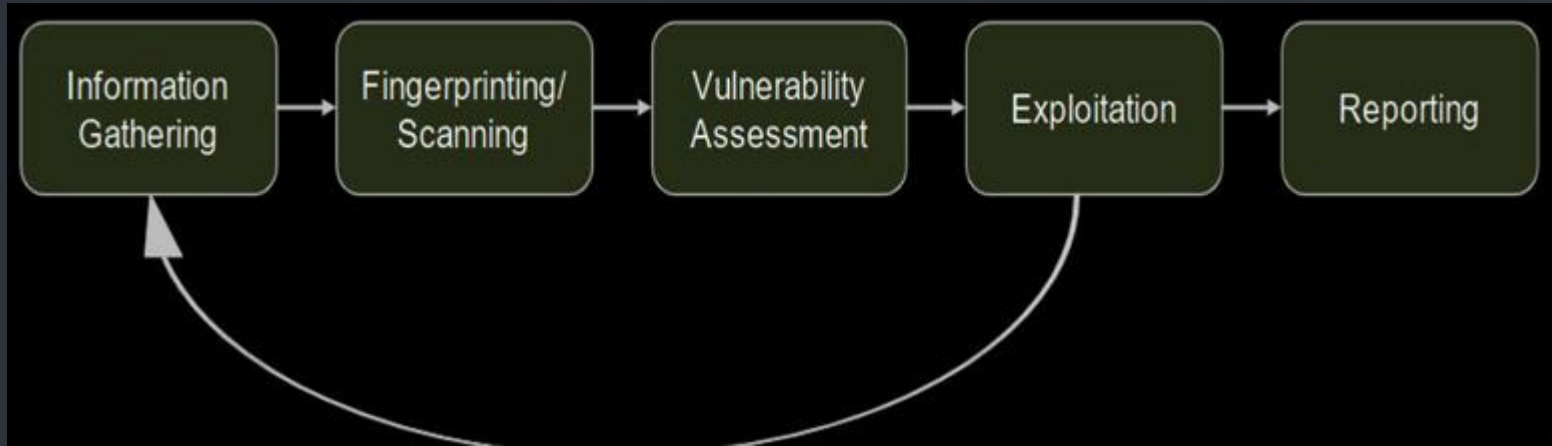 Information
Gathering
Fingerprinting/
Scanning
Vulnerability
Assessment
Exploitation
Reporting